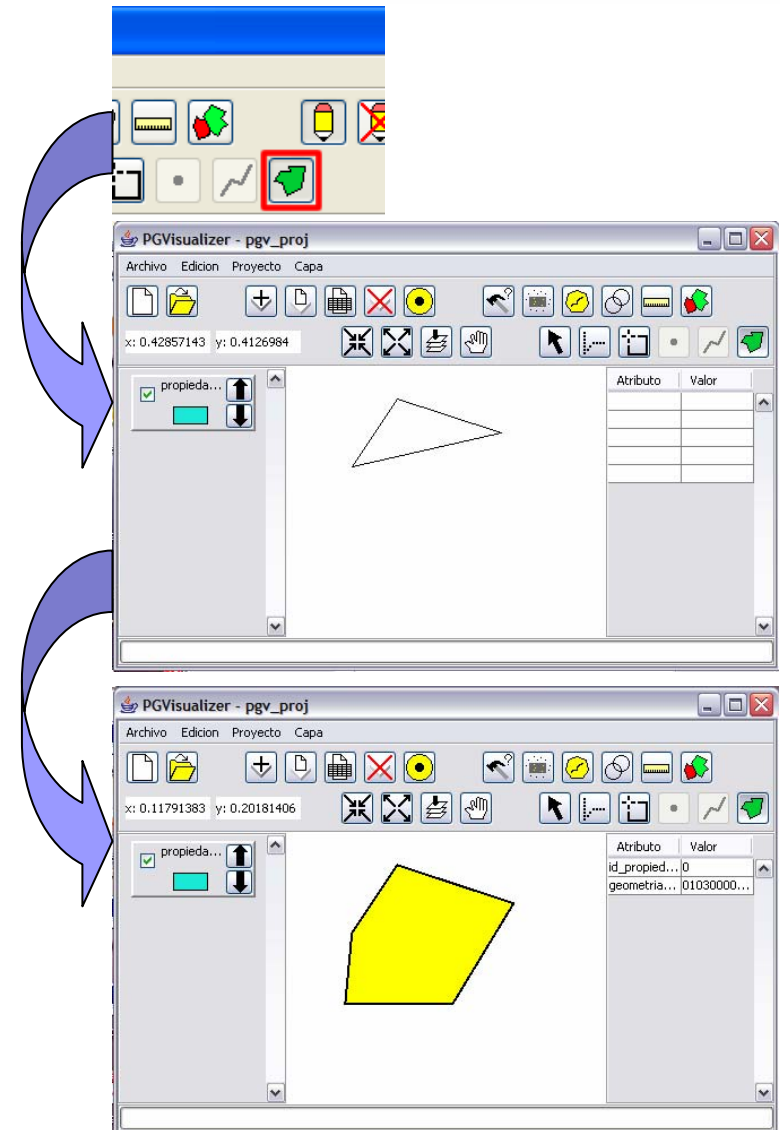 PGVisualizer - pgv_proj
Archivo Edicion Proyecto Capa
x: 0.42857143 y: 0.4126984
propieda...
Atributo Valor
PGVisualizer - pgv_proj
Archivo Edicion Proyecto Capa
x: 0.11791383 y: 0.20181406
propieda...
Atributo Valor
id_propied... 0
geometria... 01030000...